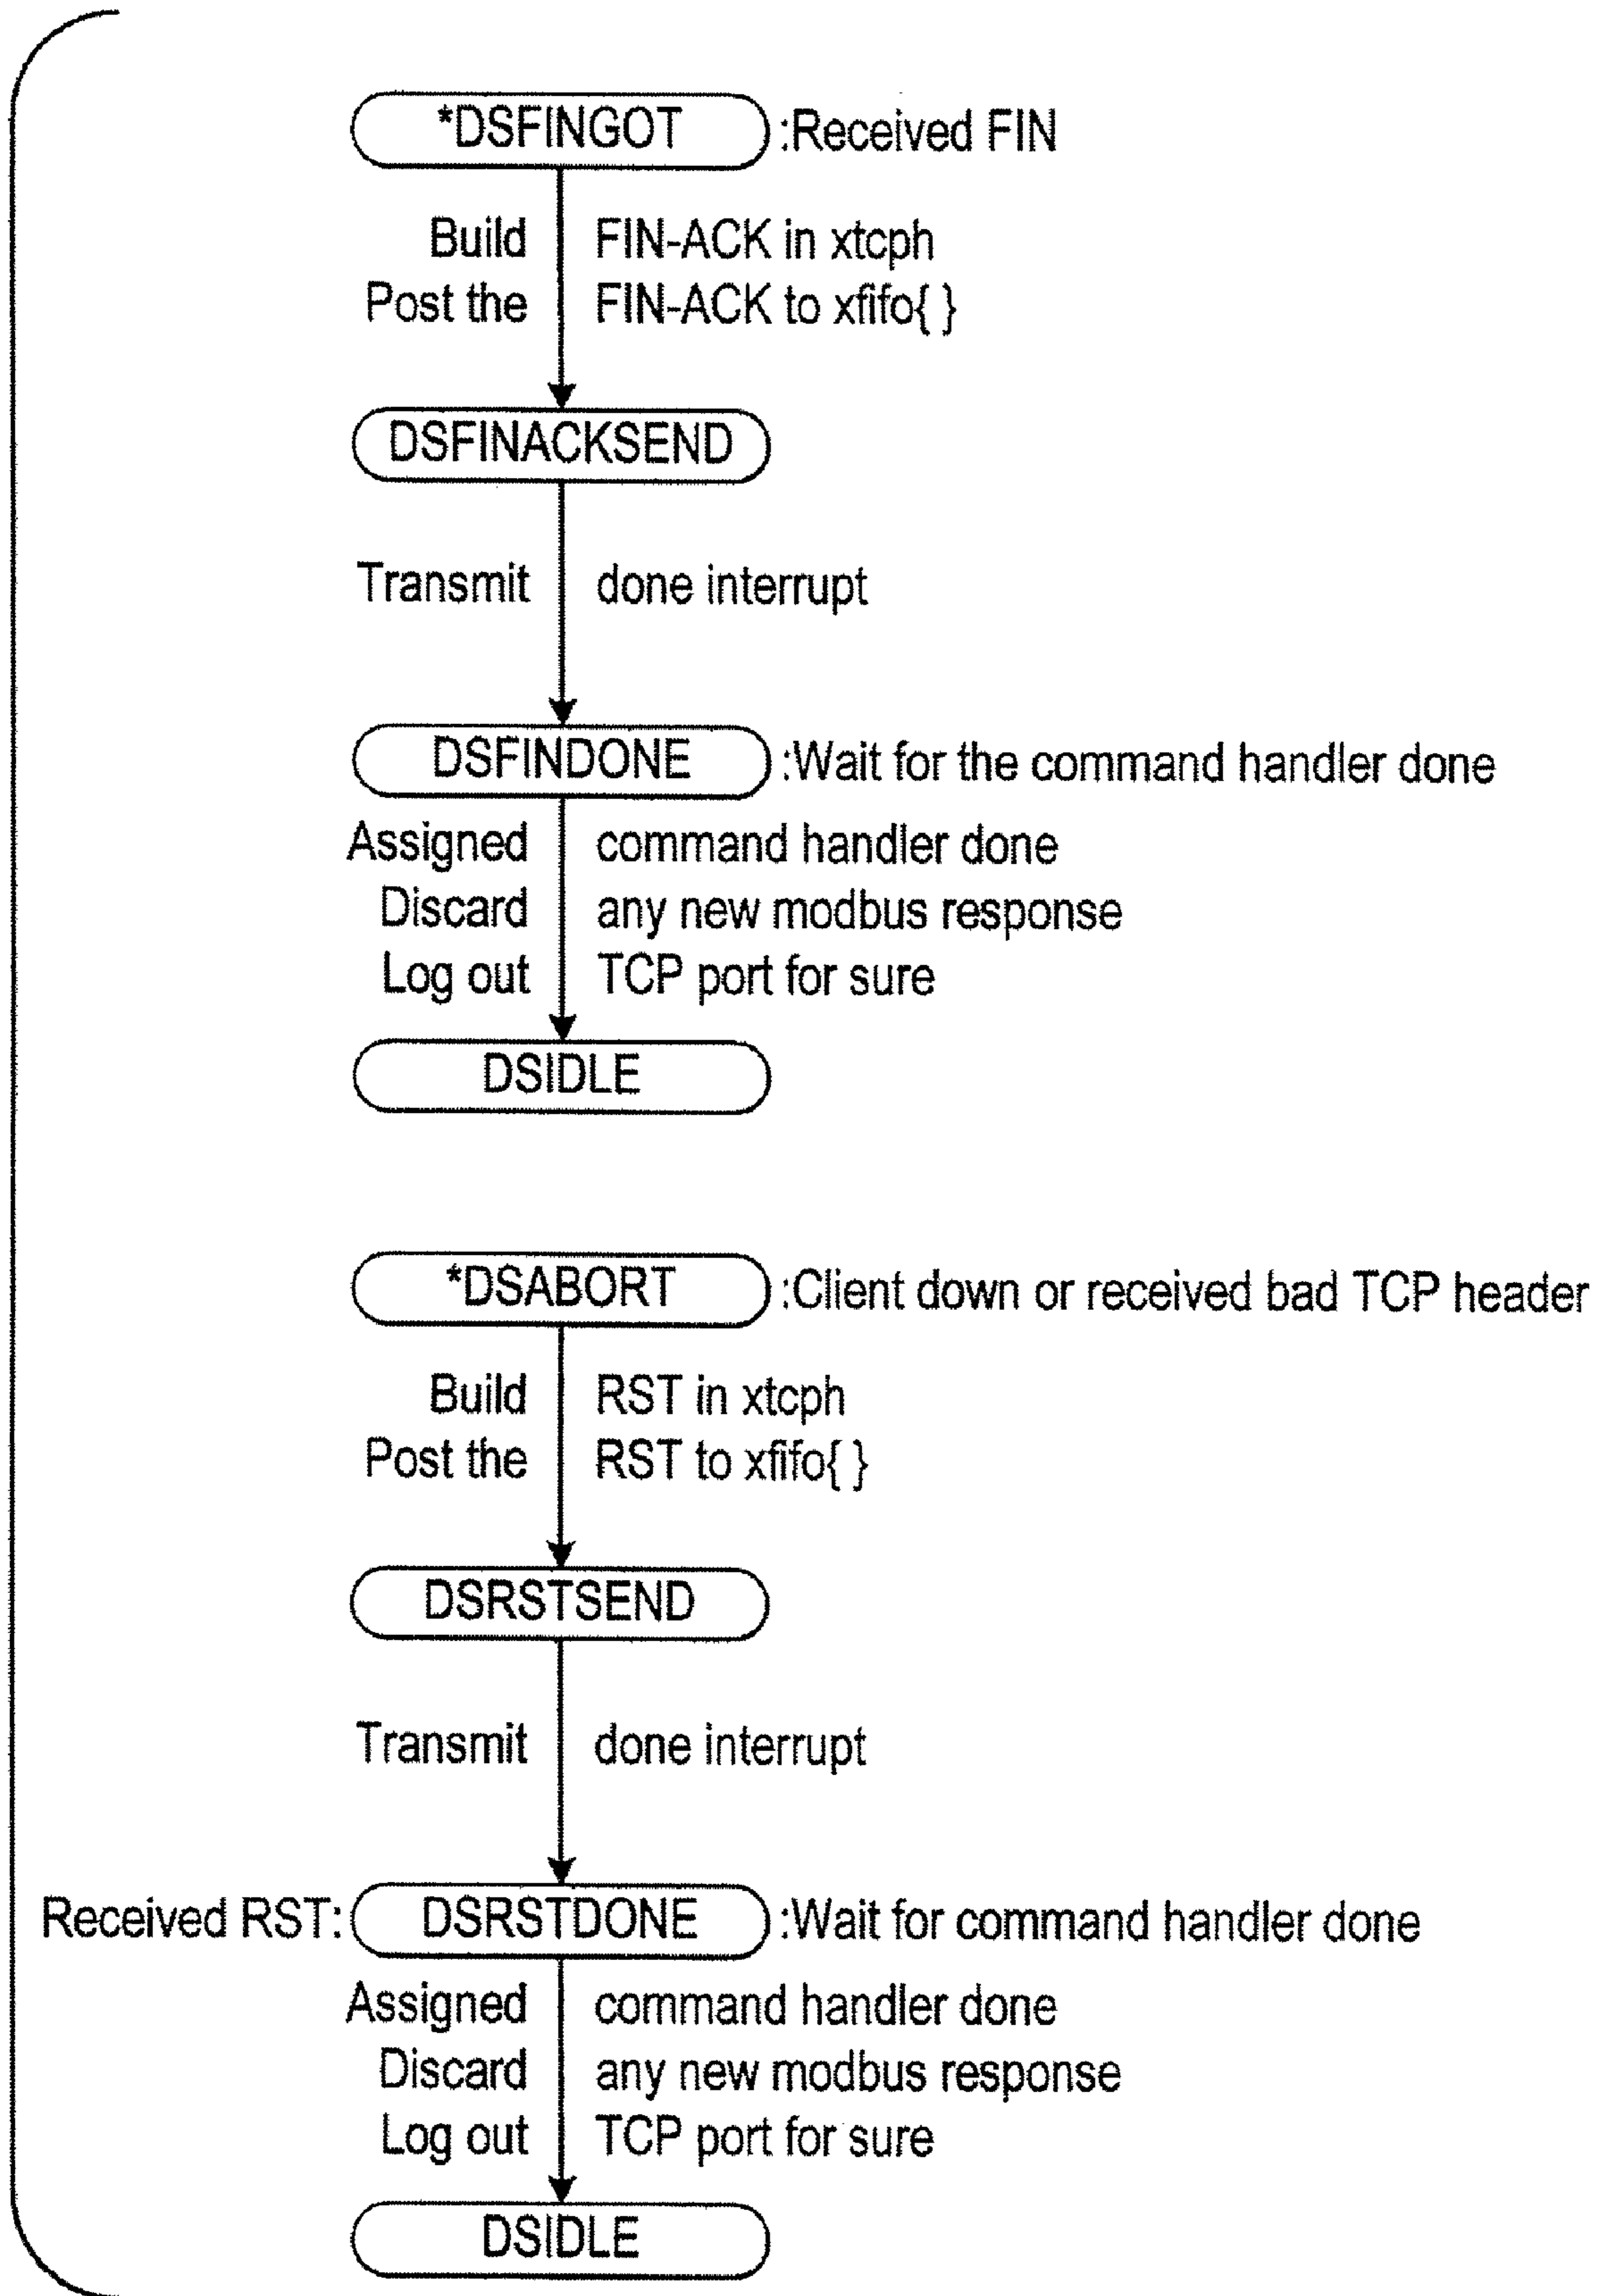 *DSFINGOT :Received FIN
Build FIN-ACK in xtcph
Post the FIN-ACK to xfifo{ }
DSFINACKSEND
Transmit done interrupt
DSFINDONE :Wait for the command handler done
Assigned command handler done
Discard any new modbus response
Log out TCP port for sure
DSIDLE
*DSABORT :Client down or received bad TCP header
Build RST in xtcph
Post the RST to xfifo{ }
DSRSTSEND
Transmit done interrupt
Received RST: DSRSTDONE :Wait for command handler done
Assigned command handler done
Discard any new modbus response
Log out TCP port for sure
DSIDLE